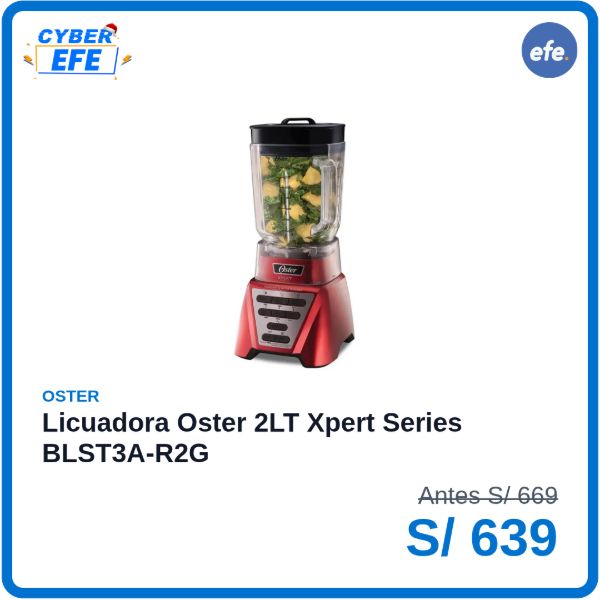 CYBER
EFE
efe.
Oster
OSTER
Licuadora Oster 2LT Xpert Series
BLST3A-R2G
Antes S/ 669
S/ 639